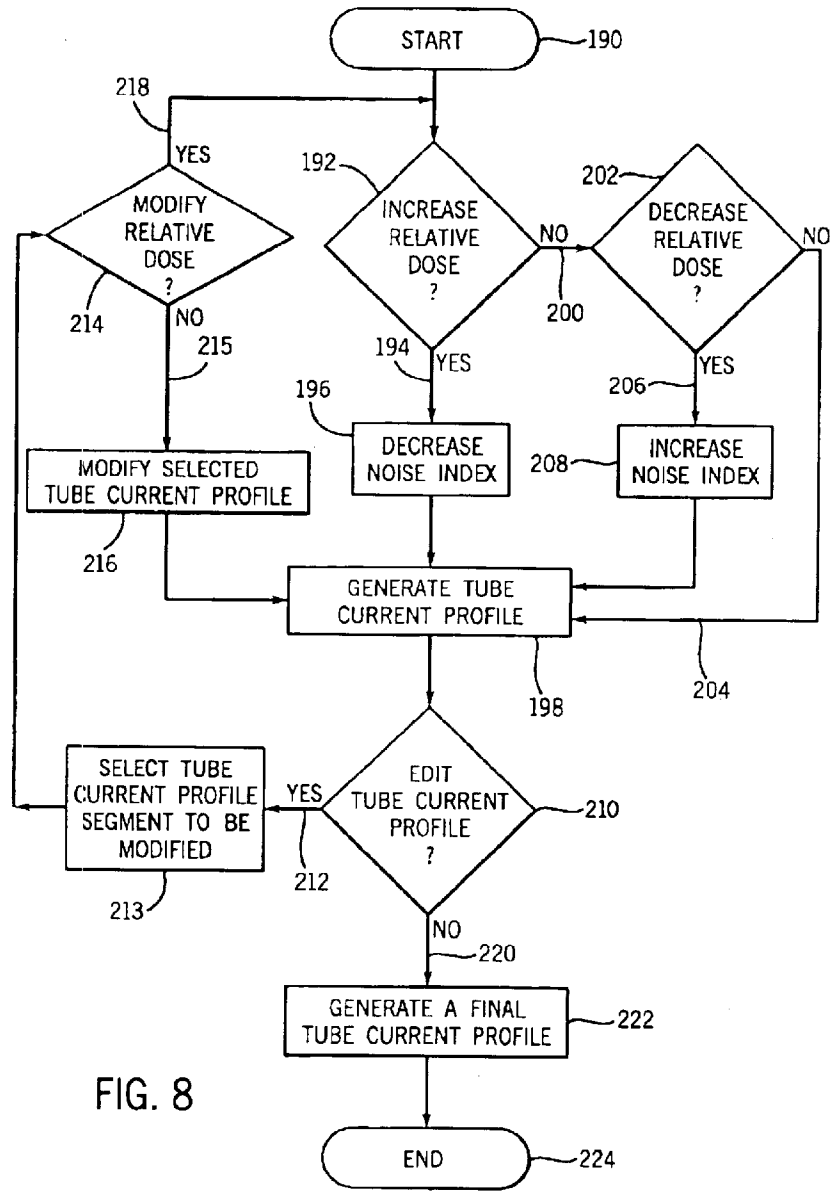 START
190
218
YES
192
202
MODIFY
RELATIVE
DOSE
?
INCREASE
RELATIVE
DOSE
?
NO
200
DECREASE
RELATIVE
DOSE
?
NO
214
NO
215
194
YES
206
YES
196
DECREASE
NOISE INDEX
208
INCREASE
NOISE INDEX
MODIFY SELECTED
TUBE CURRENT PROFILE
216
GENERATE TUBE
CURRENT PROFILE
198
204
SELECT TUBE
CURRENT PROFILE
SEGMENT TO BE
MODIFIED
213
YES
212
EDIT
TUBE CURRENT
PROFILE
?
210
NO
220
GENERATE A FINAL
TUBE CURRENT PROFILE
222
FIG. 8
END
224